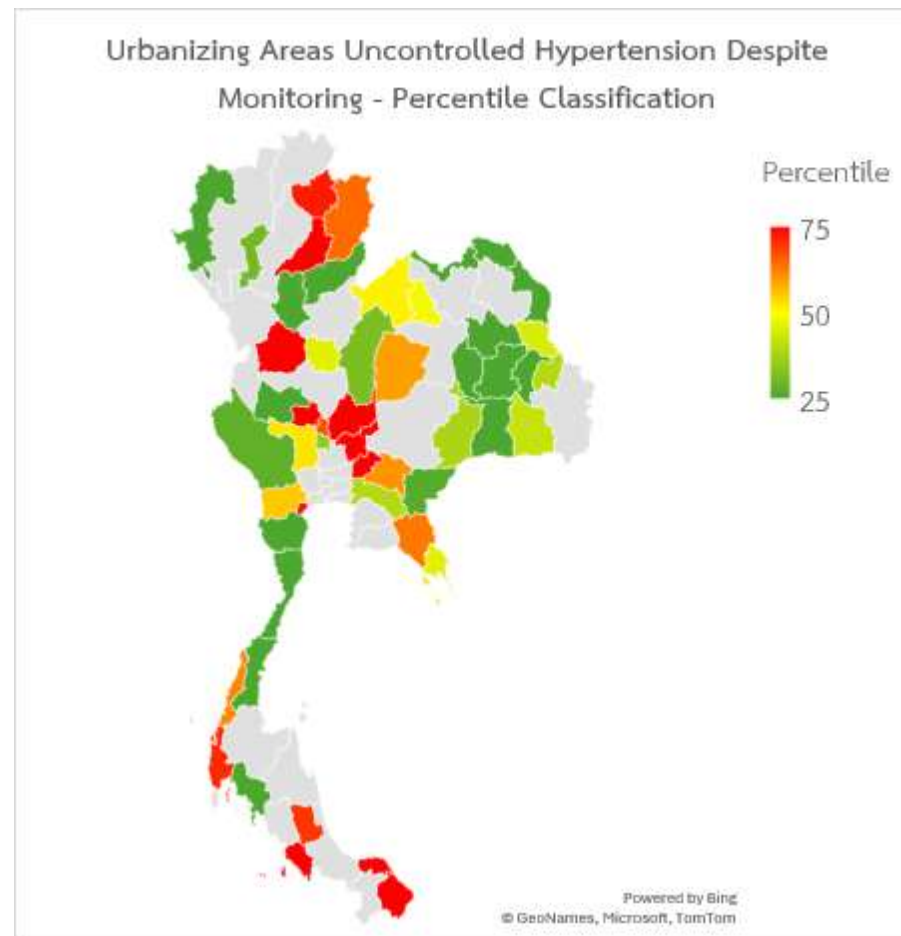 Urbanizing Areas Uncontrolled Hypertension Despite
Monitoring - Percentile Classification
Percentile
75
50
25
Powered by Bing
© GeoNames, Microsoft, TomTom